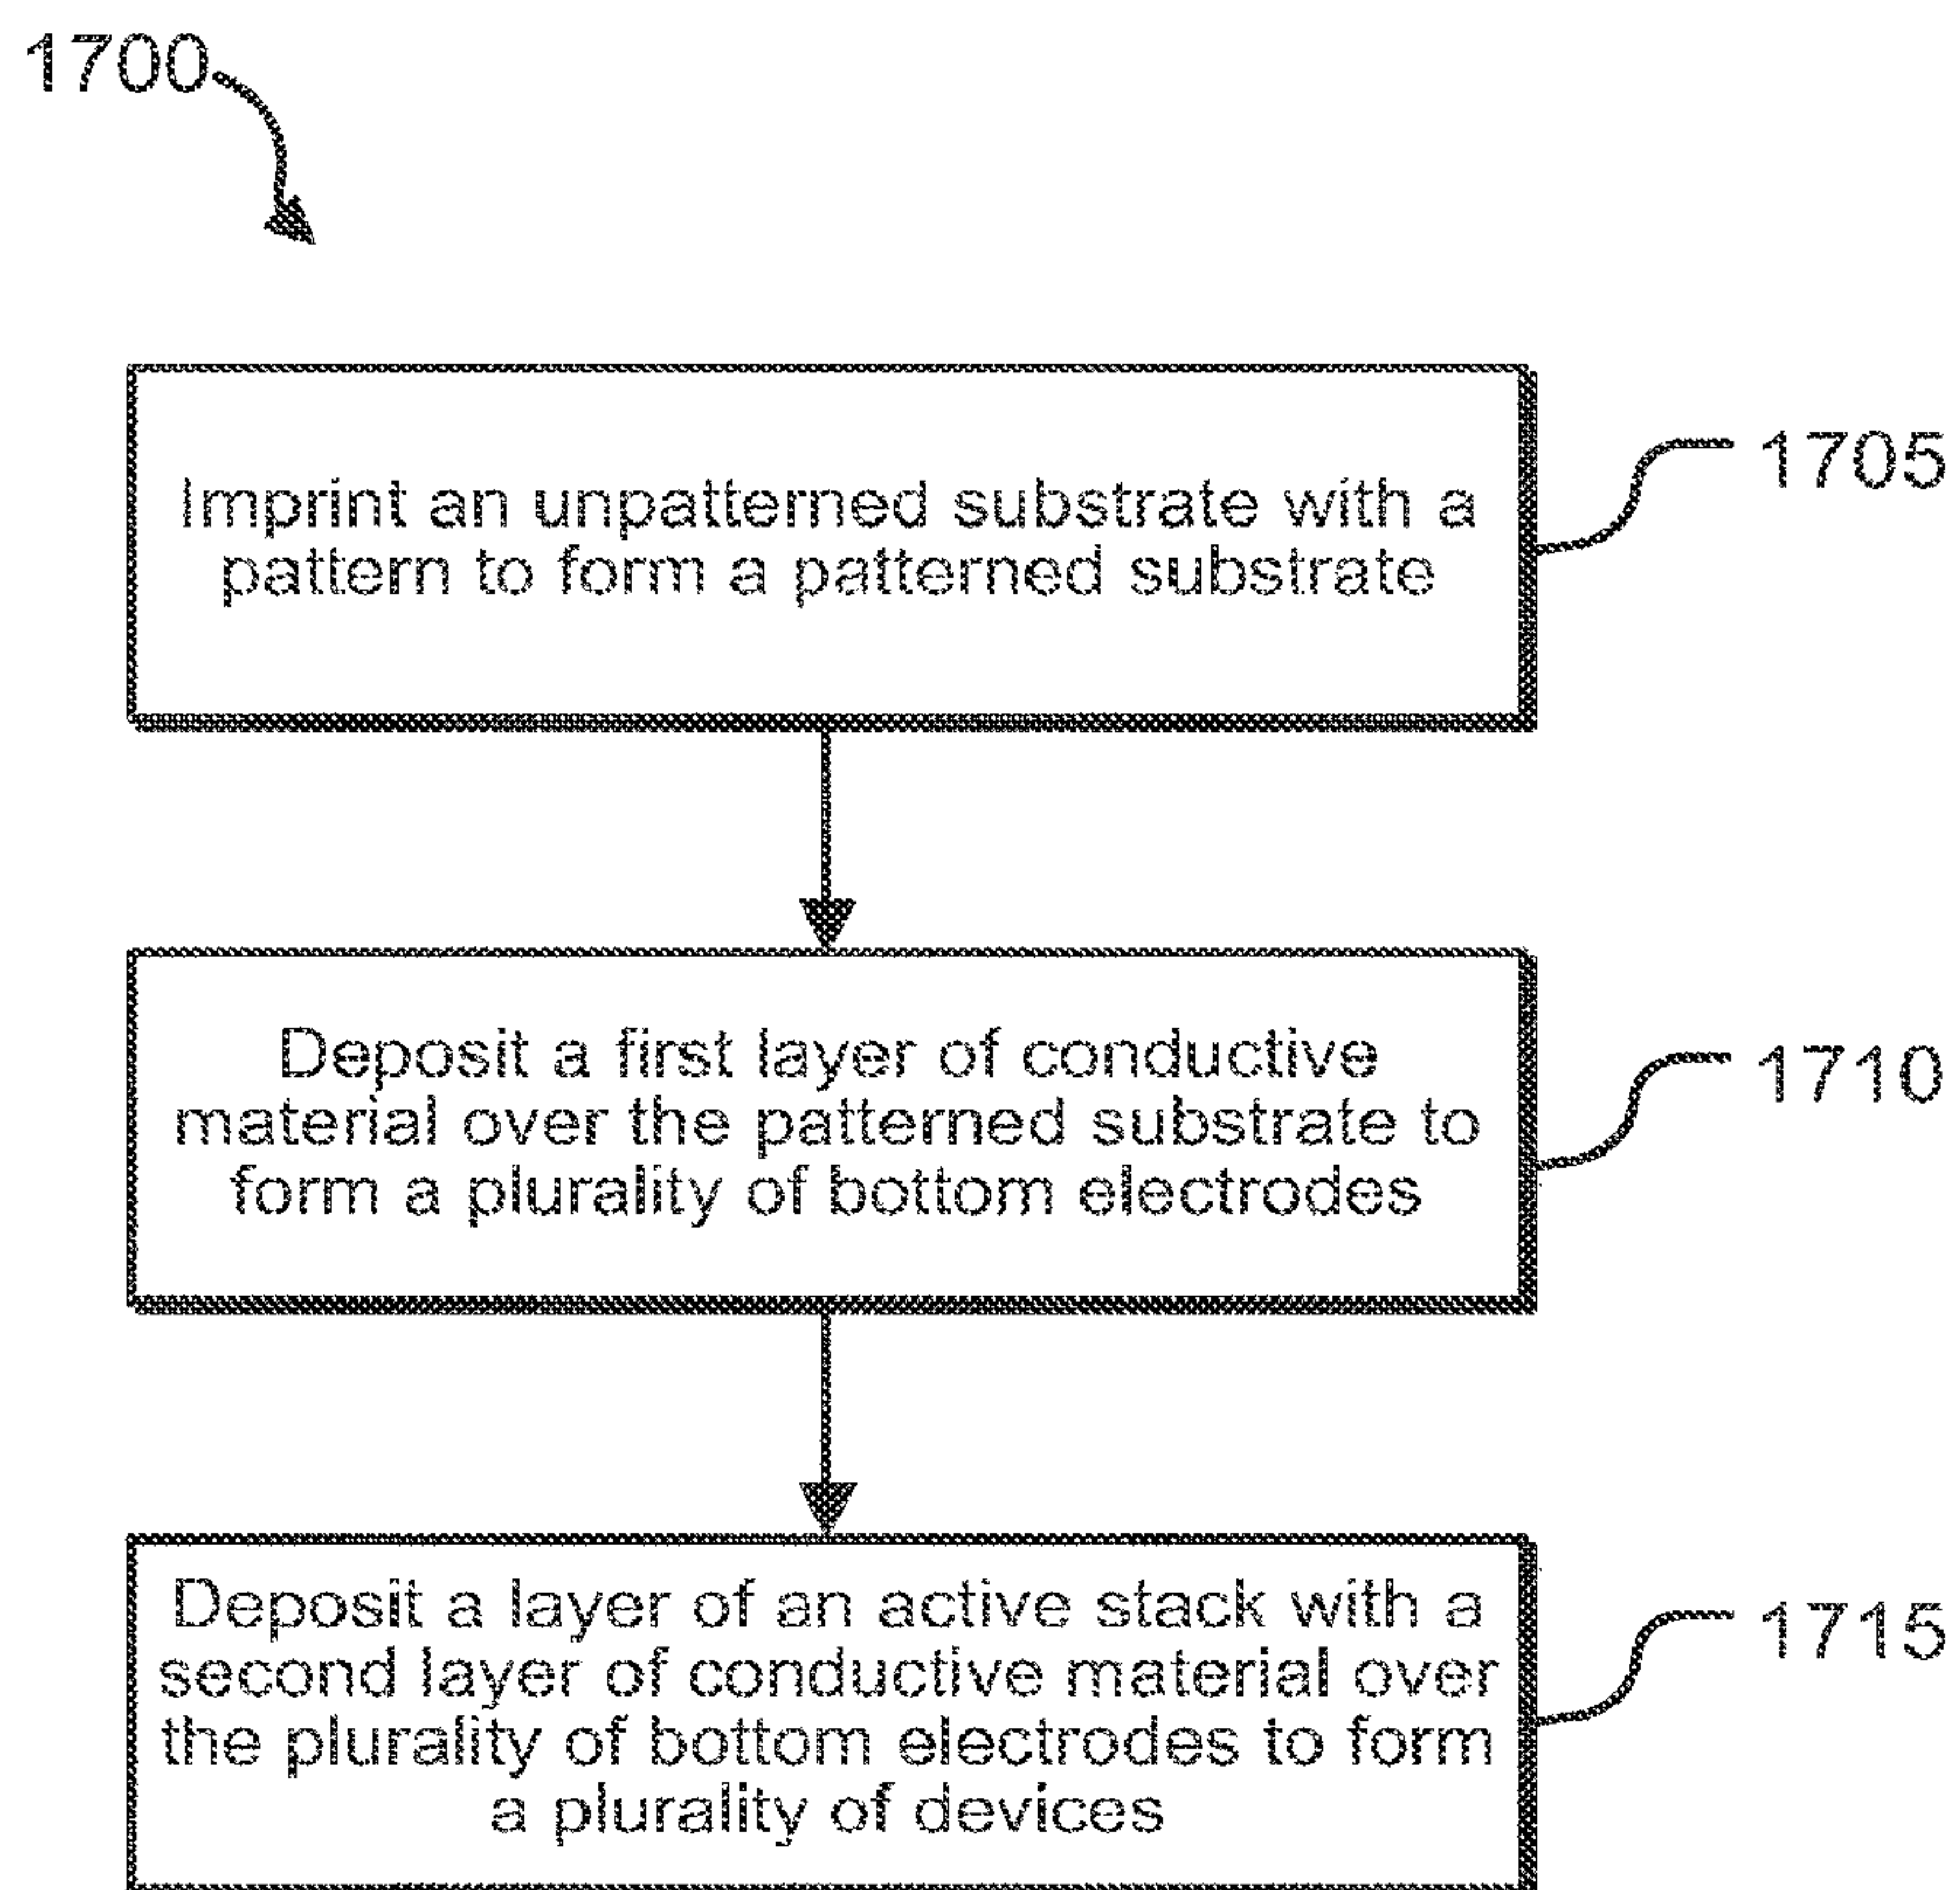 1700
Imprint an unpatterned substrate with a
pattern to form a patterned substrate
1705
Deposit a first layer of conductive
material over the patterned substrate to
form a plurality of bottom electrodes
1710
Deposit a layer of an active stack with a
second layer of conductive material over
the plurality of bottom electrodes to form
a plurality of devices
1715